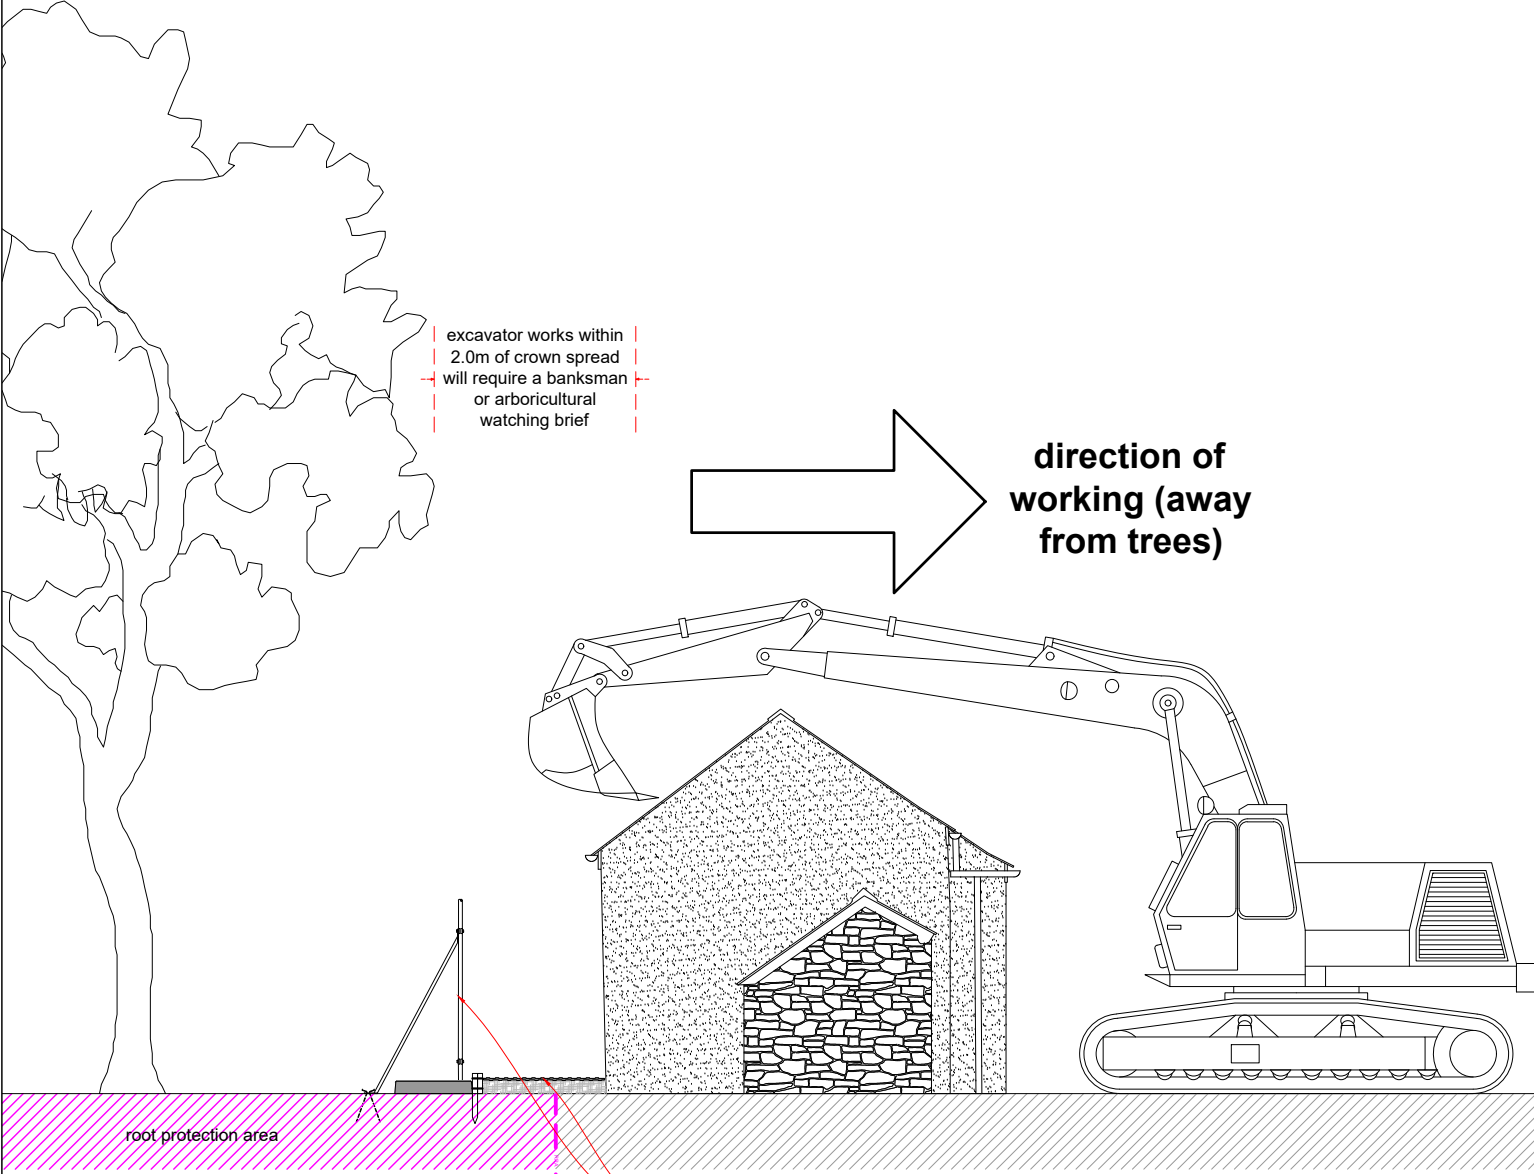 excavator works within
2.0m of crown spread
will require a banksman
or arboricultural
watching brief
direction of
working (away
from trees)
root protection area